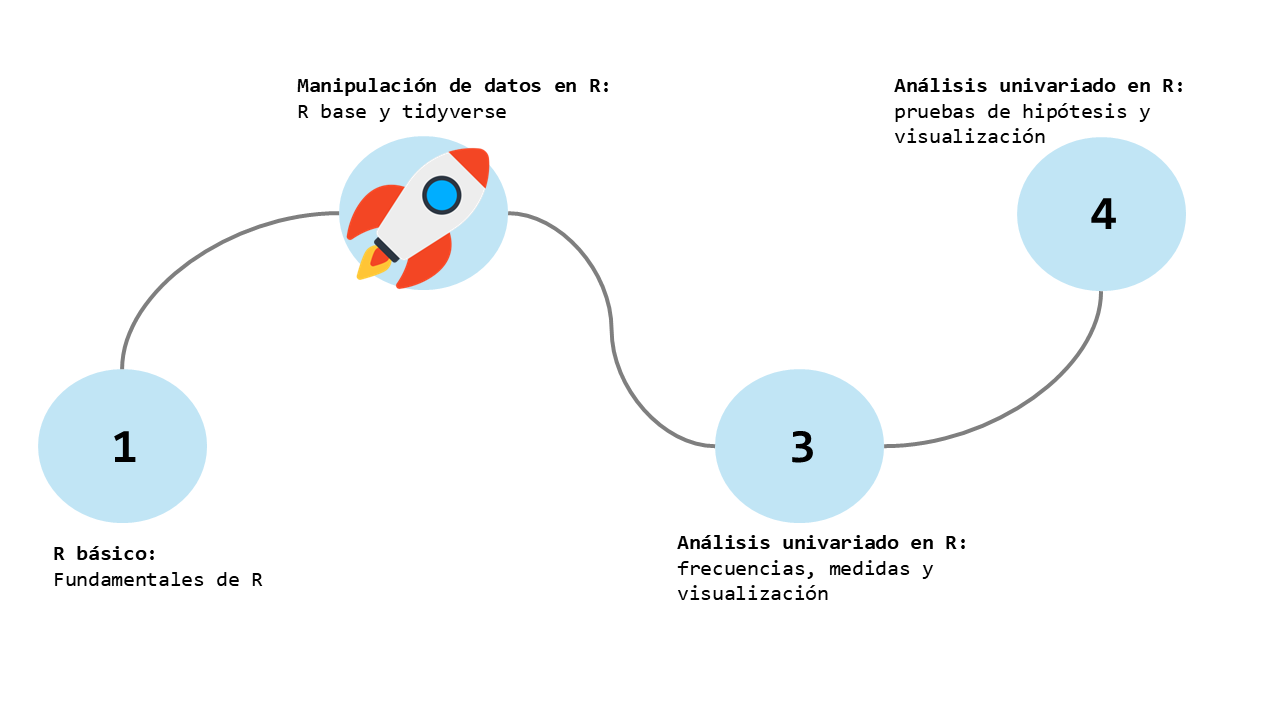 Manipulación de datos en R:
R base y tidyverse
Análisis univariado en R:
pruebas de hipótesis y
visualización
4
1
3
R básico:
Fundamentales de R
Análisis univariado en R:
frecuencias, medidas y
visualización